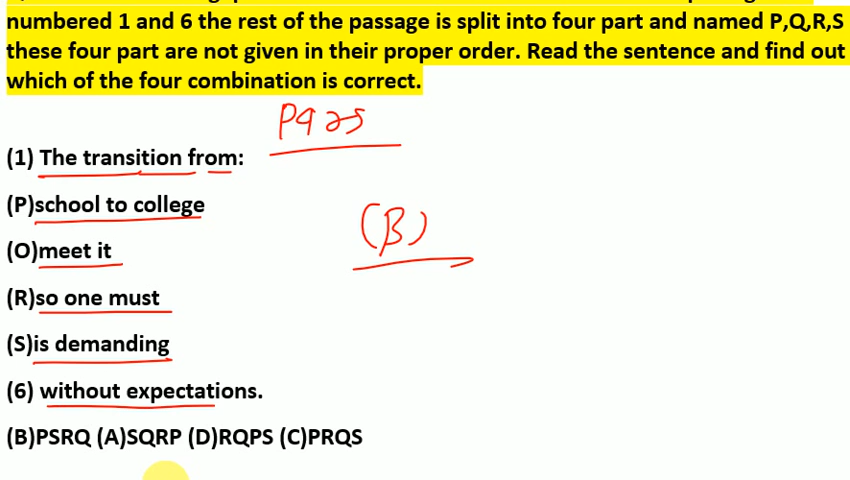 numbered 1 and 6 the rest of the passage is split into four part and named P,Q,R,S
these four part are not given in their proper order. Read the sentence and find out
which of the four combination is correct.
(1) The transition from:
(P)school to college
(O)meet it
(R)so one must
(S)is demanding
(6) without expectations.
(B)PSRQ (A)SQRP (D)RQPS (C)PRQS
(B)